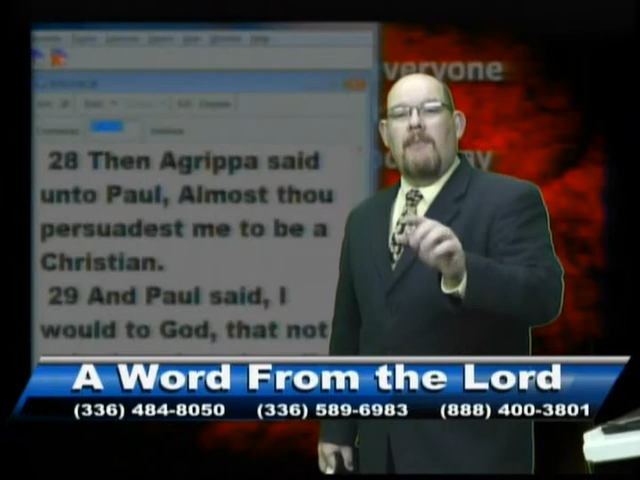 veryone
28 Then Agrippa said
unto Paul, Almost thou
persuadest me to be a
Christian.
29 And Paul said, I
would to God, that not
A Word From the Lord
(336) 484-8050 (336) 589-6983 (888) 400-3801